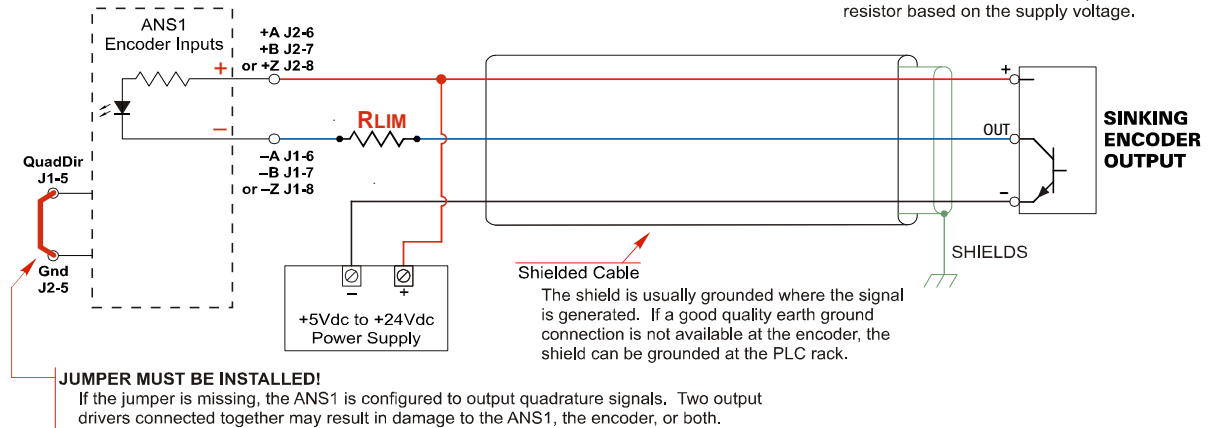 resistor based on the supply voltage.
ANS1
Encoder Inputs
+A J2-6
+B J2-7
or +Z J2-8
+
–
RLIM
–A J1-6
–B J1-7
or –Z J1-8
QuadDir
J1-5
Gnd
J2-5
+
OUT
–
SINKING
ENCODER
OUTPUT
SHIELDS
– +
+5Vdc to +24Vdc
Power Supply
Shielded Cable
The shield is usually grounded where the signal
is generated. If a good quality earth ground
connection is not available at the encoder, the
shield can be grounded at the PLC rack.
JUMPER MUST BE INSTALLED!
If the jumper is missing, the ANS1 is configured to output quadrature signals. Two output
drivers connected together may result in damage to the ANS1, the encoder, or both.